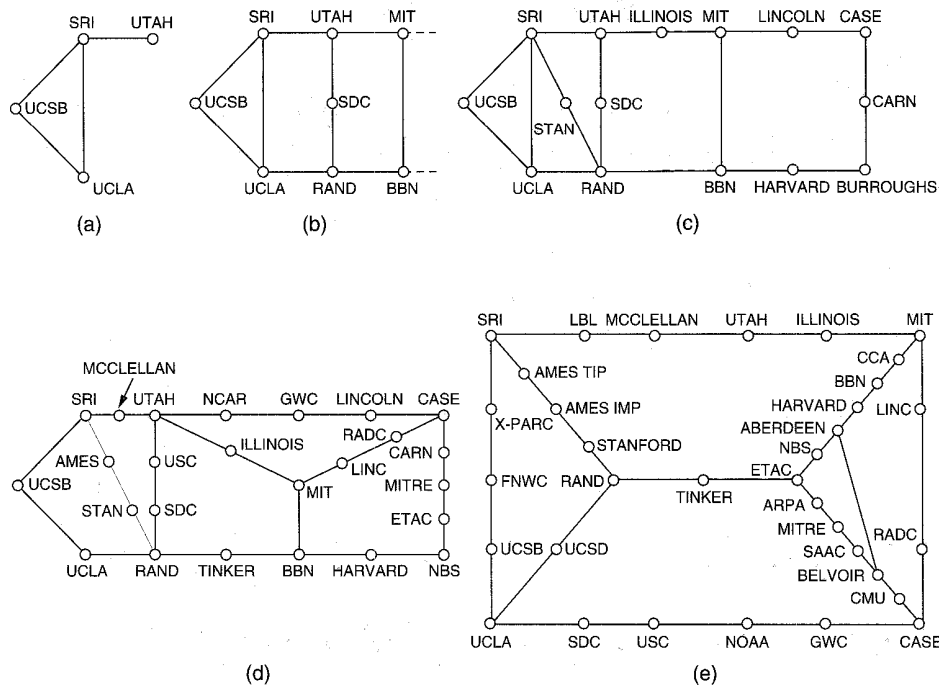 SRI UTAH
UCSB
UCLA
(a)
SRI UTAH MIT
UCSB SDC
UCLA RAND BBN
(b)
SRI UTAH ILLINOIS MIT LINCOLN CASE
UCSB STAN SDC CARN
UCLA RAND BBN HARVARD BURROUGHS
(c)
MCCLELLAN
SRI UTAH NCAR GWC LINCOLN CASE
ILLINOIS RADC CARN
AMES USC LINC
UCSB MIT MITRE
STAN SDC ETAC
UCLA RAND TINKER BBN HARVARD NBS
(d)
SRI LBL MCCLELLAN UTAH ILLINOIS MIT
CCA
AMES TIP BBN
X-PARC AMES IMP HARVARD LINC
ABERDEEN
STANFORD NBS
FNWC RAND TINKER ETAC
ARPA
MITRE
UCSB UCSD SAAC RADC
BELVOIR
CMU
UCLA SDC USC NOAA GWC CASE
(e)